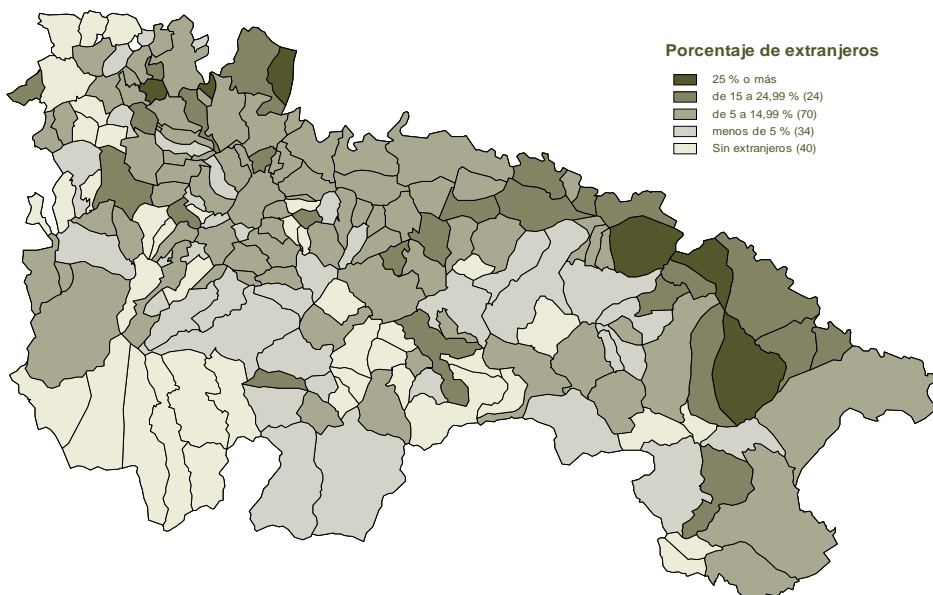 Porcentaje de extranjeros
25 % o más
de 15 a 24,99 % (24)
de 5 a 14,99 % (70)
menos de 5 % (34)
Sin extranjeros (40)